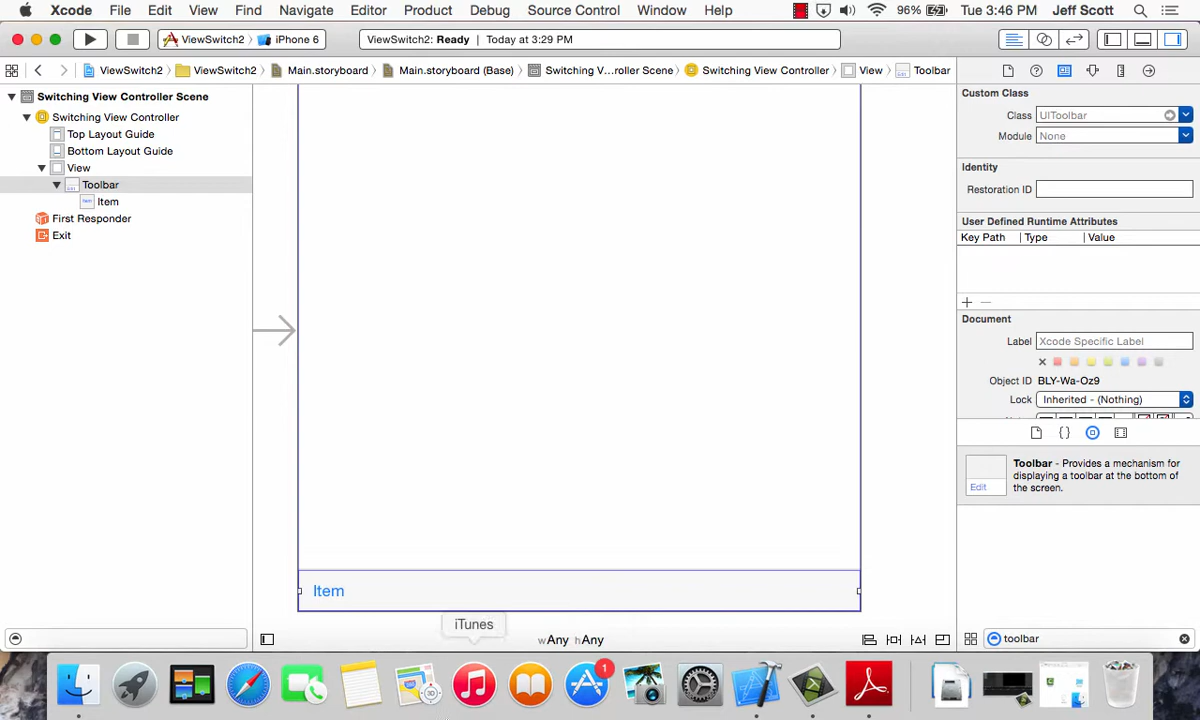 Xcode File Edit View Find Navigate Editor Product Debug Source Control Window Help 96% Tue 3:46 PM Jeff Scott
ViewSwitch2 iPhone 6 ViewSwitch2: Ready Today at 3:29 PM
ViewSwitch2 ViewSwitch2 Main.storyboard Main.storyboard (Base) Switching V...roller Scene Switching View Controller View Toolbar
Switching View Controller Scene
Switching View Controller
Top Layout Guide
Bottom Layout Guide
View
Toolbar
Item
First Responder
Exit
Item
iTunes
wAny hAny
Custom Class
Class UIToolbar
Module None
Identity
Restoration ID
User Defined Runtime Attributes
Key Path Type Value
Document
Label Xcode Specific Label
Object ID BLY-Wa-Oz9
Lock Inherited - (Nothing)
Edit
Toolbar - Provides a mechanism for
displaying a toolbar at the bottom of
the screen.
toolbar
1